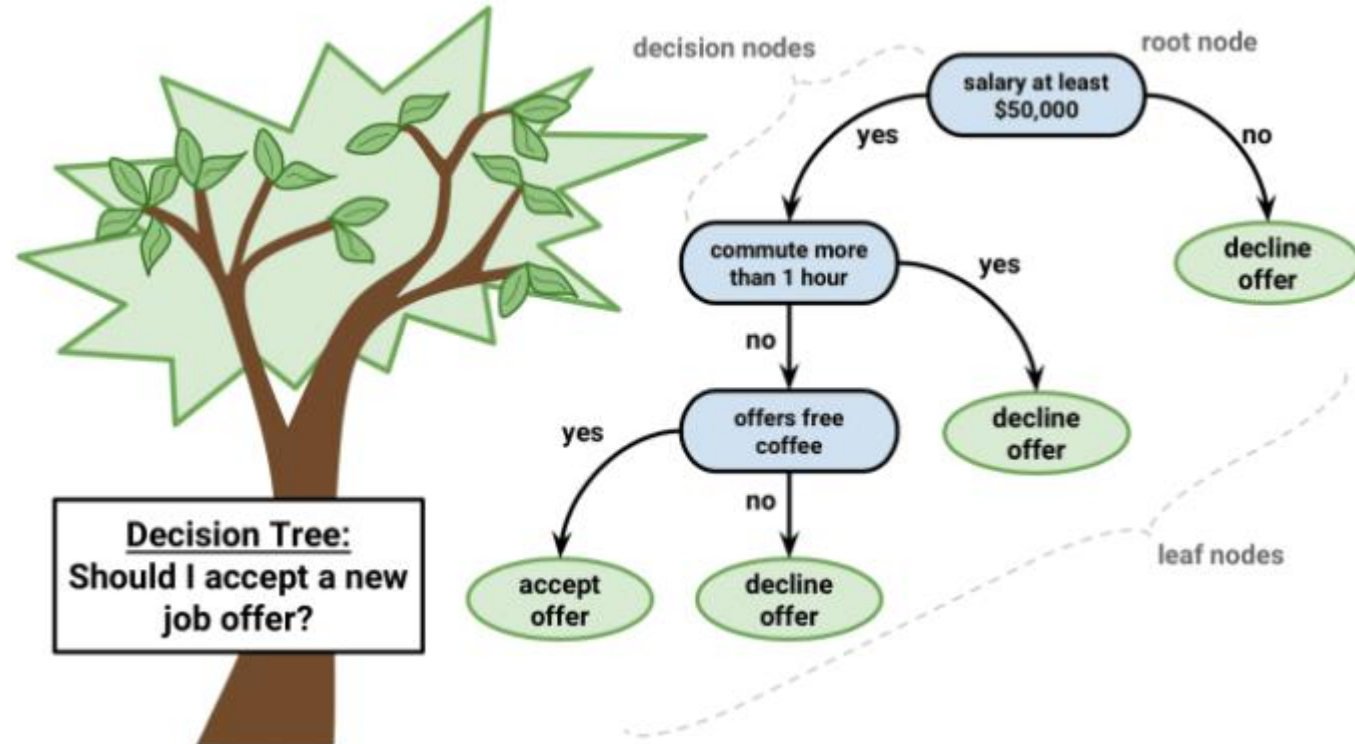 decision nodes
root node
salary at least
$50,000
yes
no
commute more
than 1 hour
yes
decline
offer
no
offers free
coffee
decline
offer
yes
no
leaf nodes
accept
offer
decline
offer
Decision Tree:
Should I accept a new
job offer?